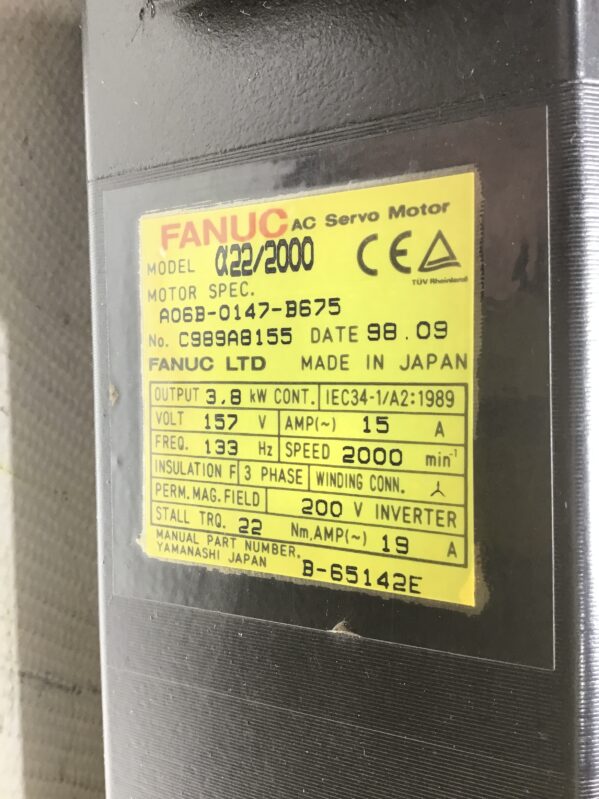 FANUC AC Servo Motor
MODEL α22/2000
CE
TÜV Rheinland
MOTOR SPEC.
A06B-0147-B675
No. C989A8155 DATE 98.09
FANUC LTD MADE IN JAPAN
OUTPUT 3.8 kW CONT. IEC34-1/A2:1989
VOLT 157 V AMP(~) 15 A
FREQ. 133 Hz SPEED 2000 min⁻¹
INSULATION F 3 PHASE WINDING CONN.
PERM.MAG.FIELD 200 V INVERTER
STALL TRQ. 22 Nm,AMP(~) 19 A
MANUAL PART NUMBER.
YAMANASHI JAPAN B-65142E